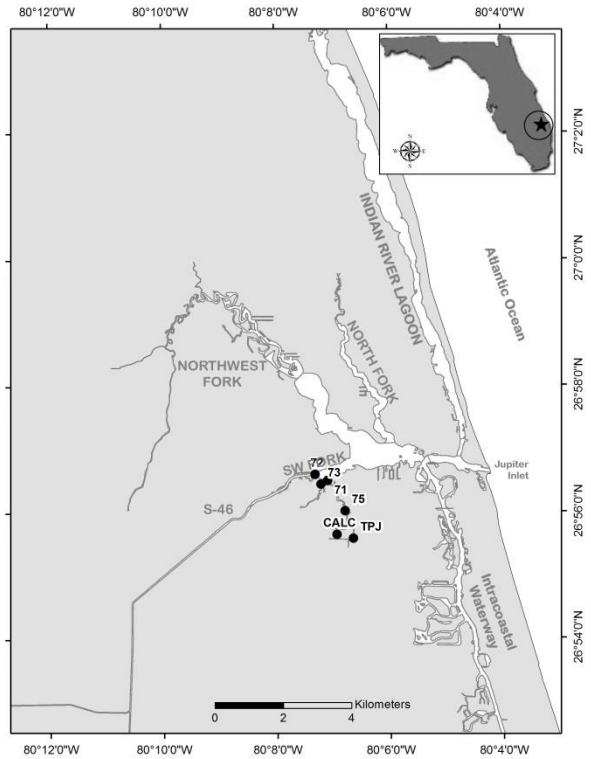 80°12'0"W 80°10'0"W 80°8'0"W 80°6'0"W 80°4'0"W
N
W E
S
27°2'0"N
27°0'0"N
26°58'0"N
26°56'0"N
26°54'0"N
INDIAN RIVER LAGOON
Atlantic Ocean
NORTH FORK
NORTHWEST
FORK
SW FORK
72
73
71
75
S-46
CALC TPJ
Jupiter
Inlet
Intracoastal
Waterway
Kilometers
0 2 4
80°12'0"W 80°10'0"W 80°8'0"W 80°6'0"W 80°4'0"W